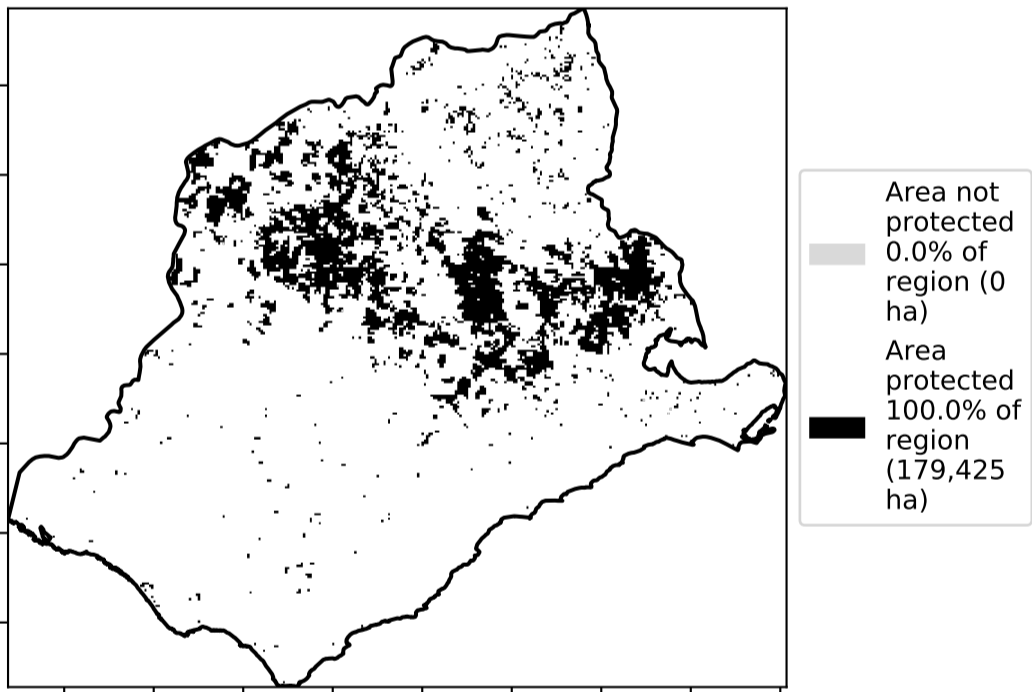 Area not
protected
0.0% of
region (0
ha)
Area
protected
100.0% of
region
(179,425
ha)